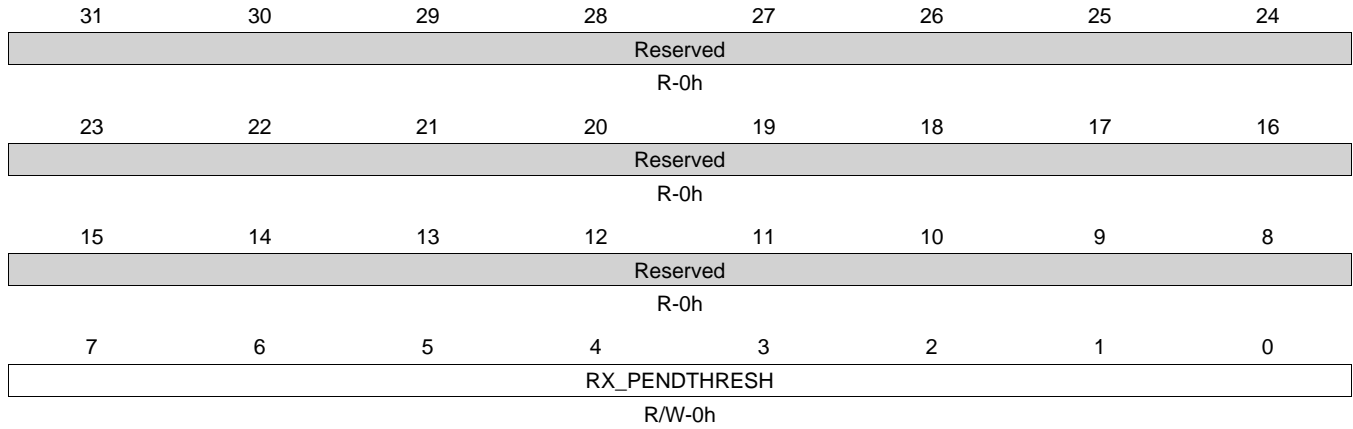 31 30 29 28 27 26 25 24
Reserved
R-0h
23 22 21 20 19 18 17 16
Reserved
R-0h
15 14 13 12 11 10 9 8
Reserved
R-0h
7 6 5 4 3 2 1 0
RX_PENDTHRESH
R/W-0h